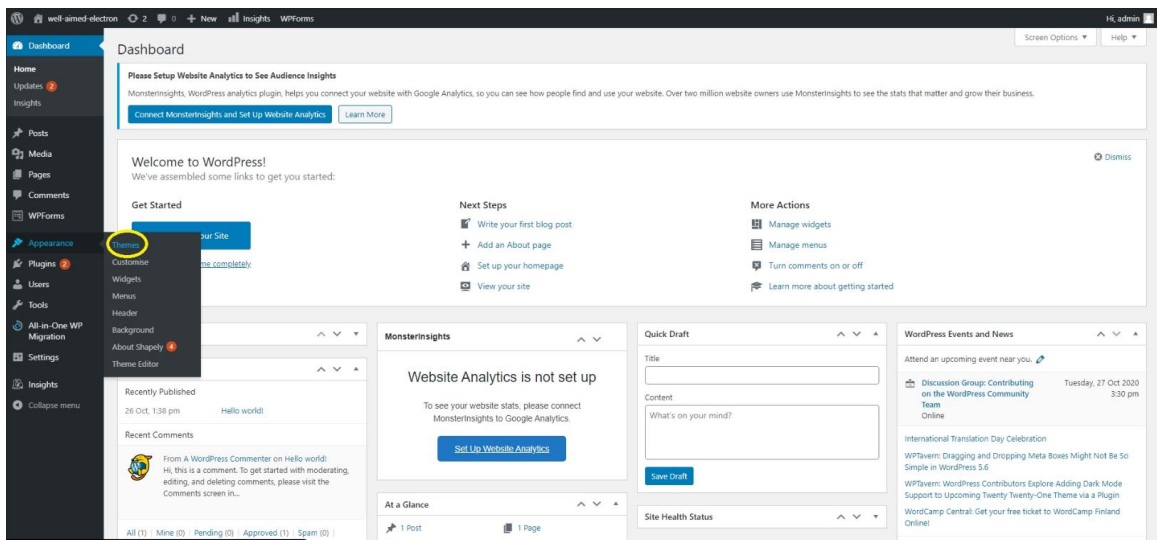 well-aimed-electron 2 0 + New Insights WPForms Hi, admin
Screen Options ▼ Help ▼
Dashboard
Home
Updates 2
Insights
Posts
Media
Pages
Comments
WPForms
Appearance
Plugins 2
Users
Tools
All-in-One WP
Migration
Settings
Insights
Collapse menu
Themes
Customise
Widgets
Menus
Header
Background
About Shapely 4
Theme Editor
Dashboard
Please Setup Website Analytics to See Audience Insights
MonsterInsights, WordPress analytics plugin, helps you connect your website with Google Analytics, so you can see how people find and use your website. Over two million website owners use MonsterInsights to see the stats that matter and grow their business.
Connect MonsterInsights and Set Up Website Analytics Learn More
Welcome to WordPress!
Dismiss
We've assembled some links to get you started:
Get Started
our Site
me completely
Next Steps
Write your first blog post
Add an About page
Set up your homepage
View your site
More Actions
Manage widgets
Manage menus
Turn comments on or off
Learn more about getting started
Recently Published
26 Oct, 1:38 pm Hello world!
Recent Comments
From A WordPress Commenter on Hello world!
Hi, this is a comment. To get started with moderating,
editing, and deleting comments, please visit the
Comments screen in...
All (1) | Mine (0) | Pending (0) | Approved (1) | Spam (0) |
MonsterInsights
Website Analytics is not set up
To see your website stats, please connect
MonsterInsights to Google Analytics.
Set Up Website Analytics
At a Glance
1 Post 1 Page
Quick Draft
Title
Content
What's on your mind?
Save Draft
Site Health Status
WordPress Events and News
Attend an upcoming event near you.
Discussion Group: Contributing Tuesday, 27 Oct 2020
on the WordPress Community 3:30 pm
Team
Online
International Translation Day Celebration
WPTavern: Dragging and Dropping Meta Boxes Might Not Be So
Simple in WordPress 5.6
WPTavern: WordPress Contributors Explore Adding Dark Mode
Support to Upcoming Twenty Twenty-One Theme via a Plugin
WordCamp Central: Get your free ticket to WordCamp Finland
Online!